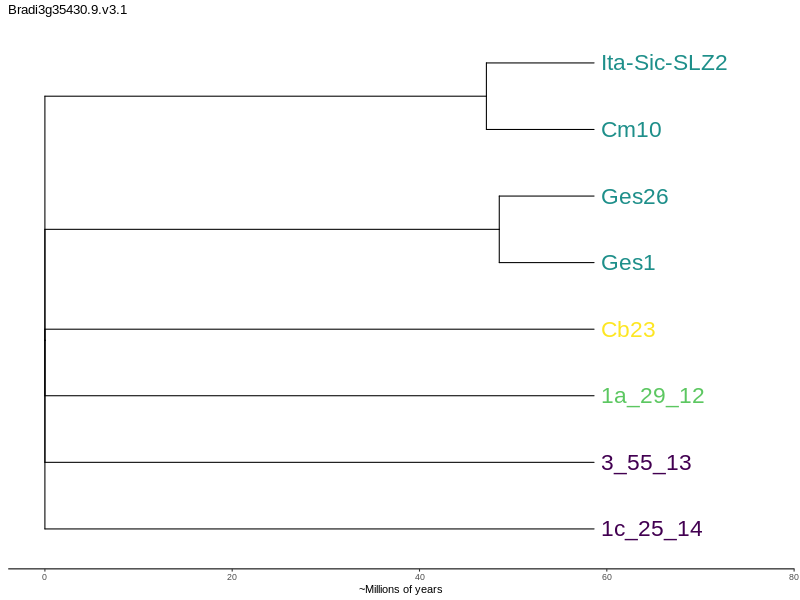 Bradi3g35430.9.v3.1
Ita-Sic-SLZ2
Cm10
Ges26
Ges1
Cb23
1a_29_12
3_55_13
1c_25_14
0 20 40 60 80
~Millions of years